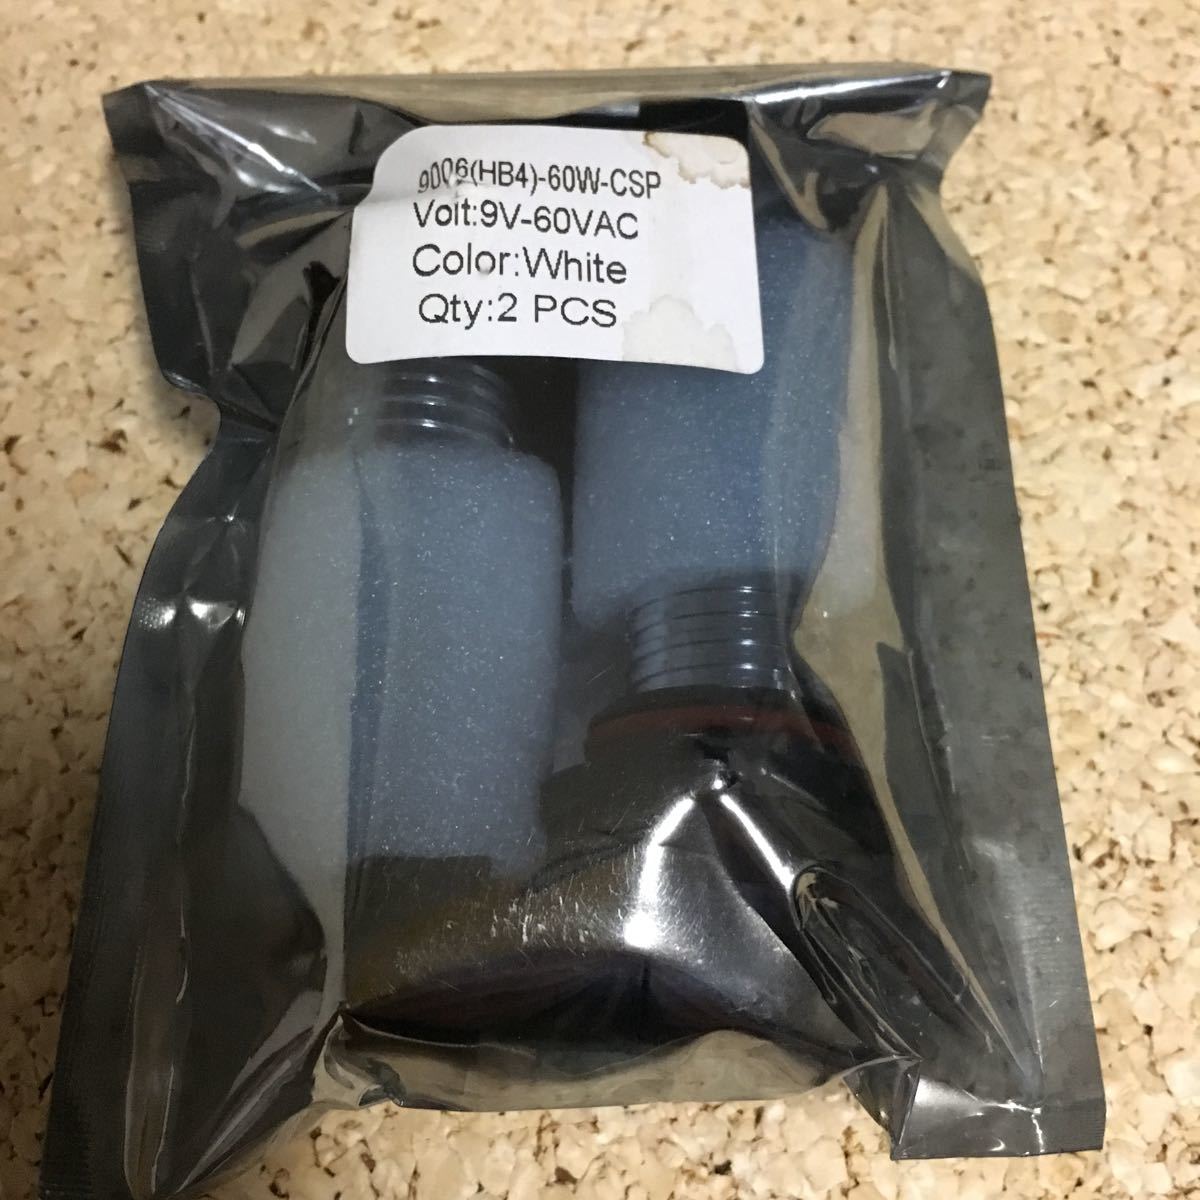 9006(HB4)-60W-CSP
Volt:9V-60VAC
Color:White
Qty:2 PCS